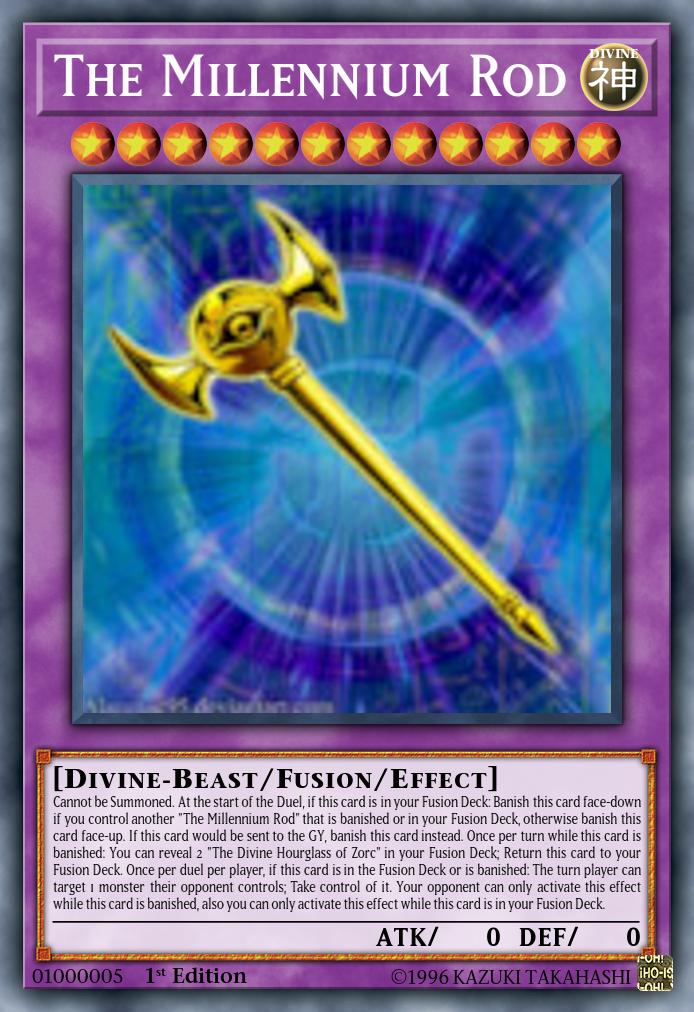 The Millennium Rod
DIVINE
神
[Divine-Beast/Fusion/Effect]
Cannot be Summoned. At the start of the Duel, if this card is in your Fusion Deck: Banish this card face-down
if you control another "The Millennium Rod" that is banished or in your Fusion Deck, otherwise banish this
card face-up. If this card would be sent to the GY, banish this card instead. Once per turn while this card is
banished: You can reveal 2 "The Divine Hourglass of Zorc" in your Fusion Deck; Return this card to your
Fusion Deck. Once per duel per player, if this card is in the Fusion Deck or is banished: The turn player can
target 1 monster their opponent controls; Take control of it. Your opponent can only activate this effect
while this card is banished, also you can only activate this effect while this card is in your Fusion Deck.
ATK/ 0 DEF/ 0
01000005 1st Edition ©1996 KAZUKI TAKAHASHI